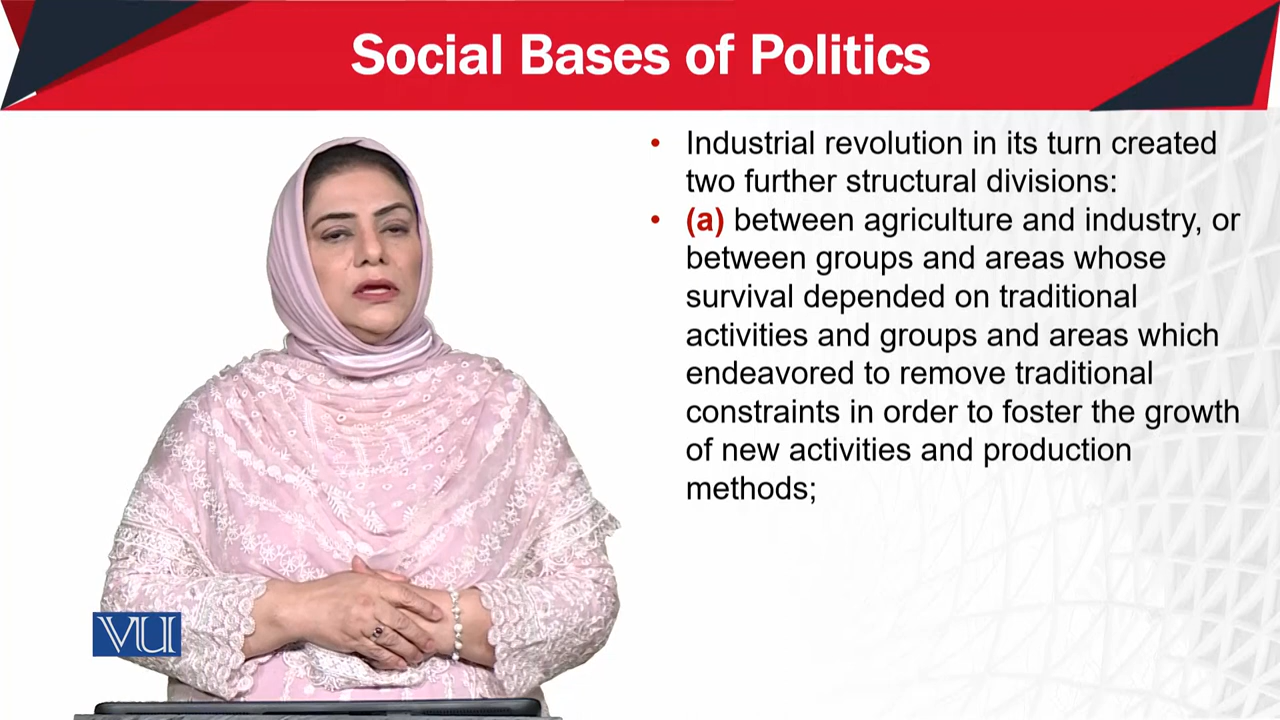 Social Bases of Politics
• Industrial revolution in its turn created
two further structural divisions:
• (a) between agriculture and industry, or
between groups and areas whose
survival depended on traditional
activities and groups and areas which
endeavored to remove traditional
constraints in order to foster the growth
of new activities and production
methods;
VU